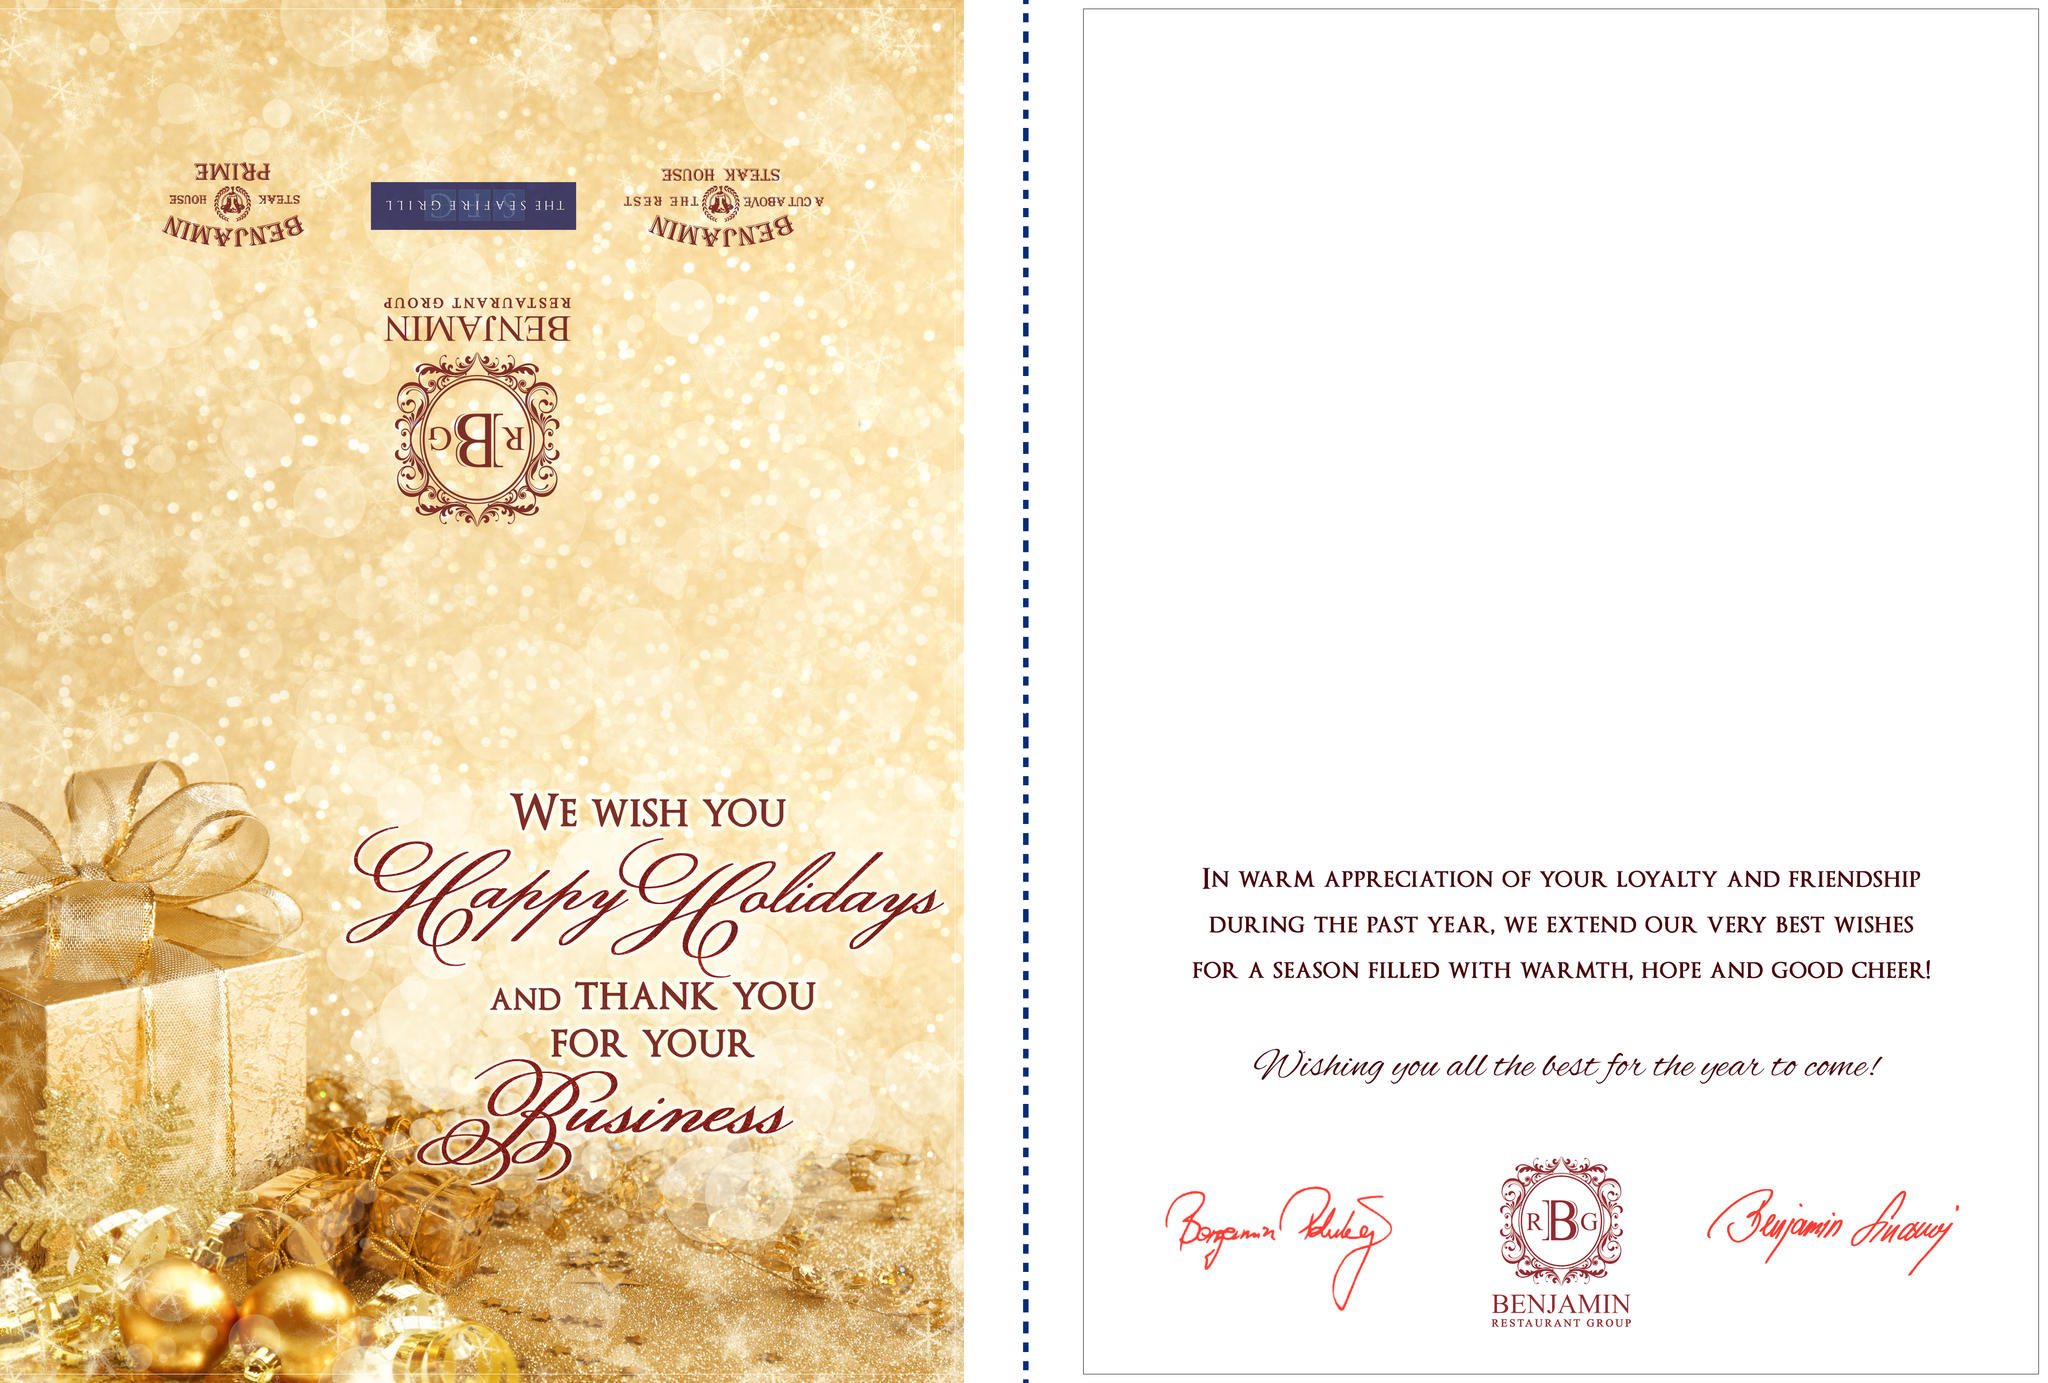 BENJAMIN
STEAK HOUSE
PRIME
THE SEAFIRE GRILL
SFG
BENJAMIN
A CUT ABOVE THE REST
STEAK HOUSE
RBG
BENJAMIN
RESTAURANT GROUP
WE WISH YOU
Happy Holidays
AND THANK YOU
FOR YOUR
Business
IN WARM APPRECIATION OF YOUR LOYALTY AND FRIENDSHIP
DURING THE PAST YEAR, WE EXTEND OUR VERY BEST WISHES
FOR A SEASON FILLED WITH WARMTH, HOPE AND GOOD CHEER!
Wishing you all the best for the year to come!
Benjamin
RBG
BENJAMIN
RESTAURANT GROUP
Benjamin